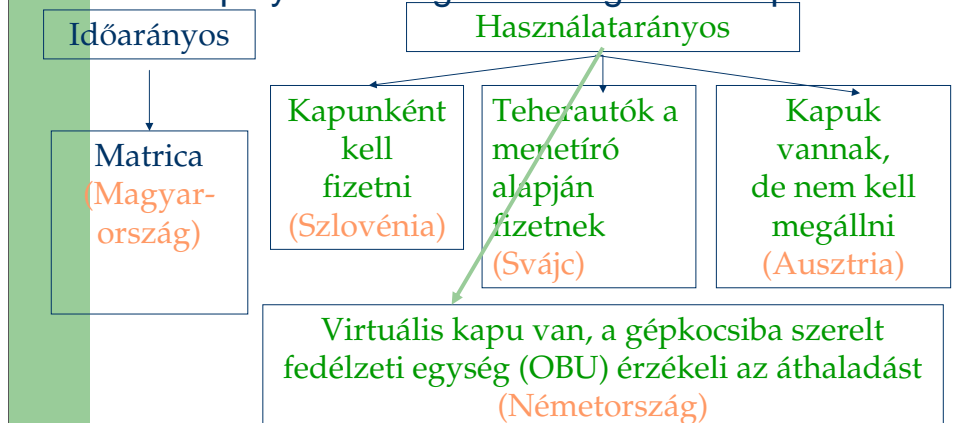 Időarányos
Használatarányos
Matrica
(Magyar-
ország)
Kapunként
kell
fizetni
(Szlovénia)
Teherautók a
menetíró
alapján
fizetnek
(Svájc)
Kapuk
vannak,
de nem kell
megállni
(Ausztria)
Virtuális kapu van, a gépkocsiba szerelt
fedélzeti egység (OBU) érzékeli az áthaladást
(Németország)